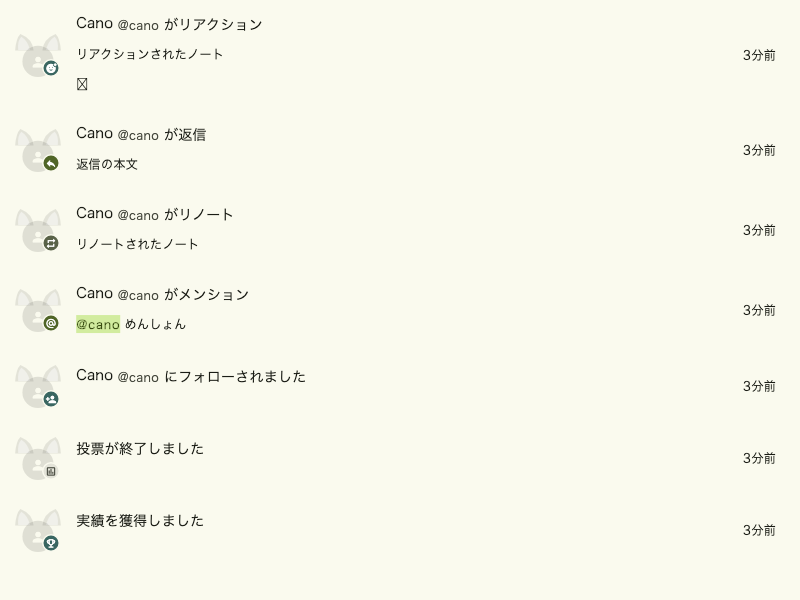 Cano @cano がリアクション
リアクションされたノート
3分前
Cano @cano が返信
返信の本文
3分前
Cano @cano がリノート
リノートされたノート
3分前
Cano @cano がメンション
@cano めんしょん
3分前
Cano @cano にフォローされました
3分前
投票が終了しました
3分前
実績を獲得しました
3分前